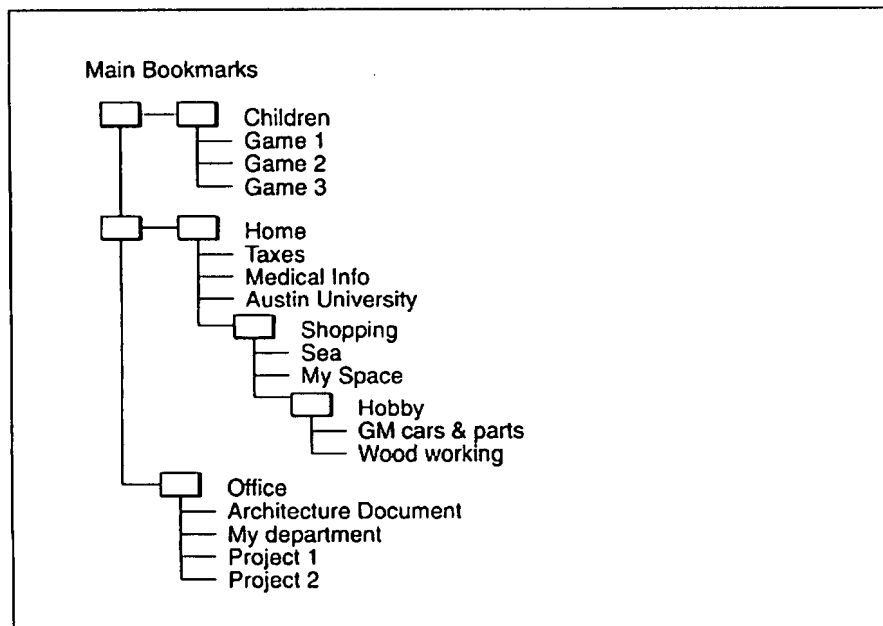 Main Bookmarks
Children
Game 1
Game 2
Game 3
Home
Taxes
Medical Info
Austin University
Shopping
Sea
My Space
Hobby
GM cars & parts
Wood working
Office
Architecture Document
My department
Project 1
Project 2